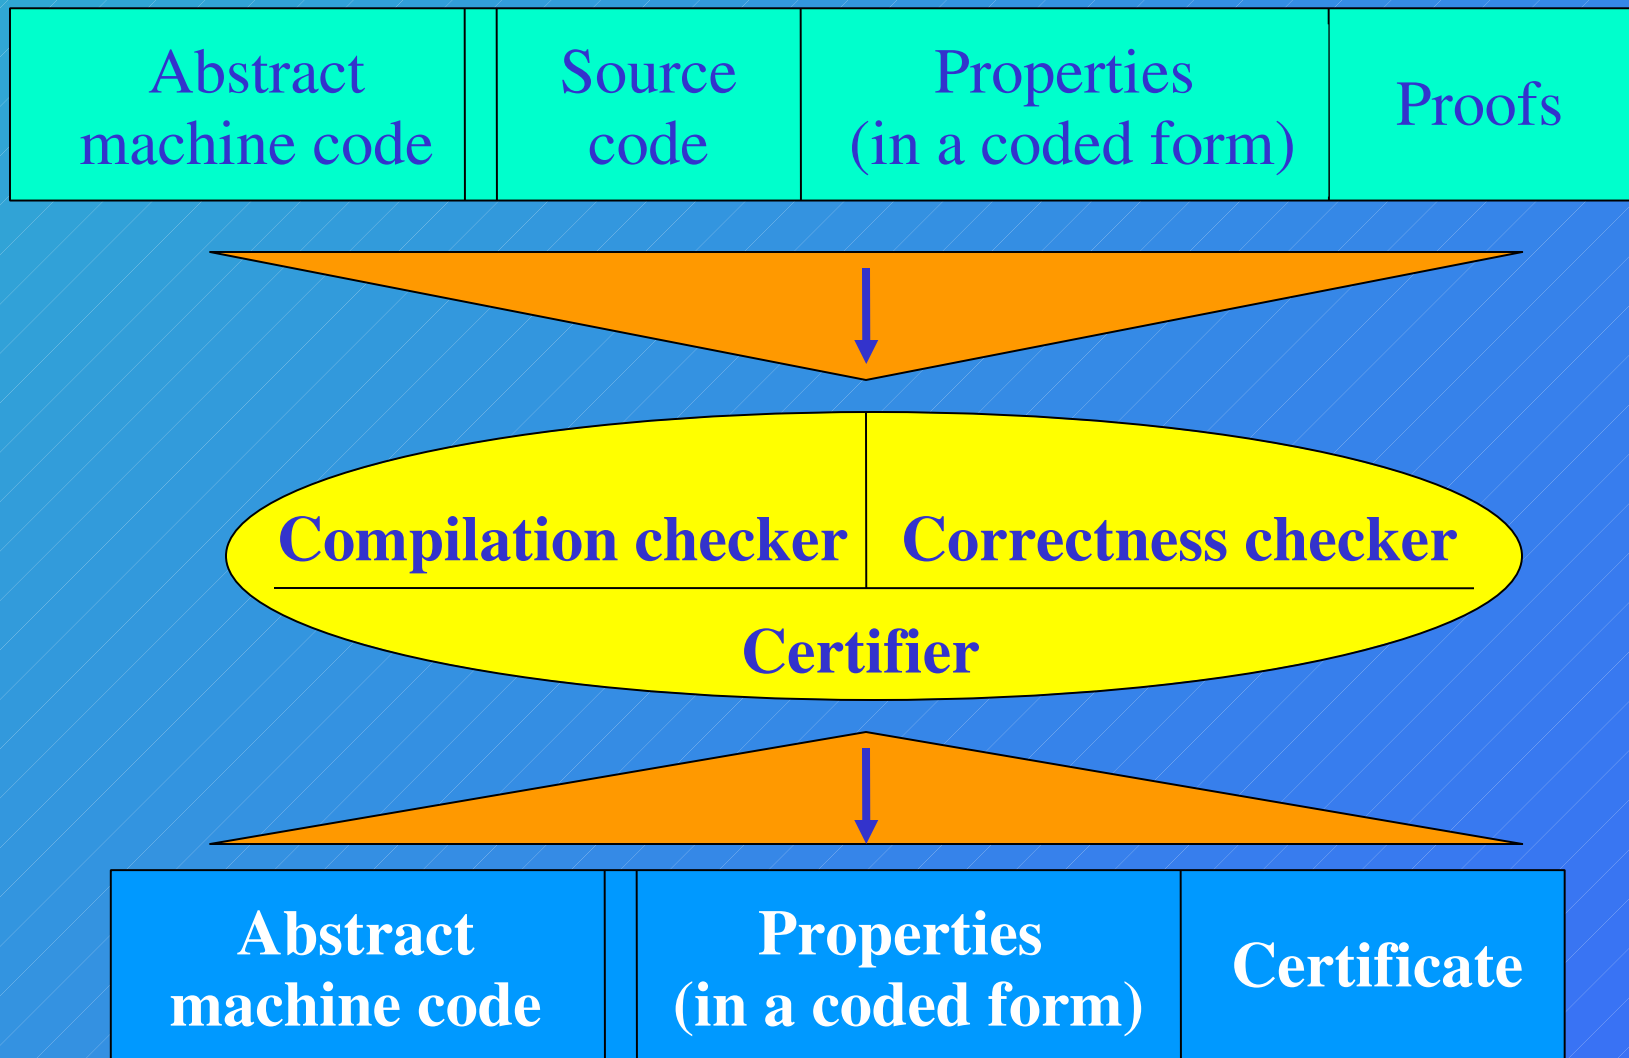 Abstract
machine code
Source
code
Properties
(in a coded form)
Proofs
Compilation checker
Correctness checker
Certifier
Abstract
machine code
Properties
(in a coded form)
Certificate